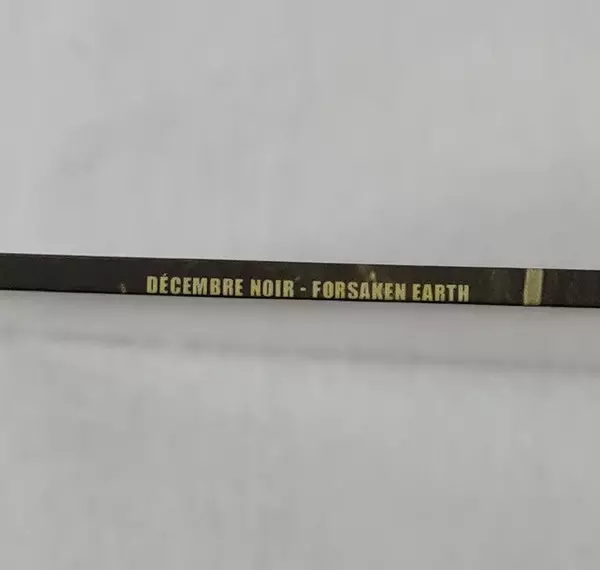 DÉCEMBRE NOIR - FORSAKEN EARTH